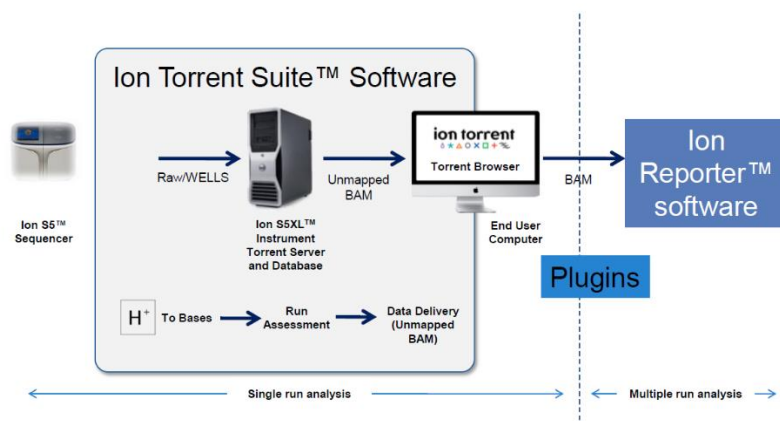 Ion Torrent Suite™ Software
Ion S5™
Sequencer
Raw/WELLS
Ion S5XL™
Instrument
Torrent Server
and Database
Unmapped
BAM
ion torrent
Torrent Browser
End User
Computer
BAM
Ion
Reporter™
software
Plugins
H+ To Bases
Run
Assessment
Data Delivery
(Unmapped
BAM)
Single run analysis
Multiple run analysis